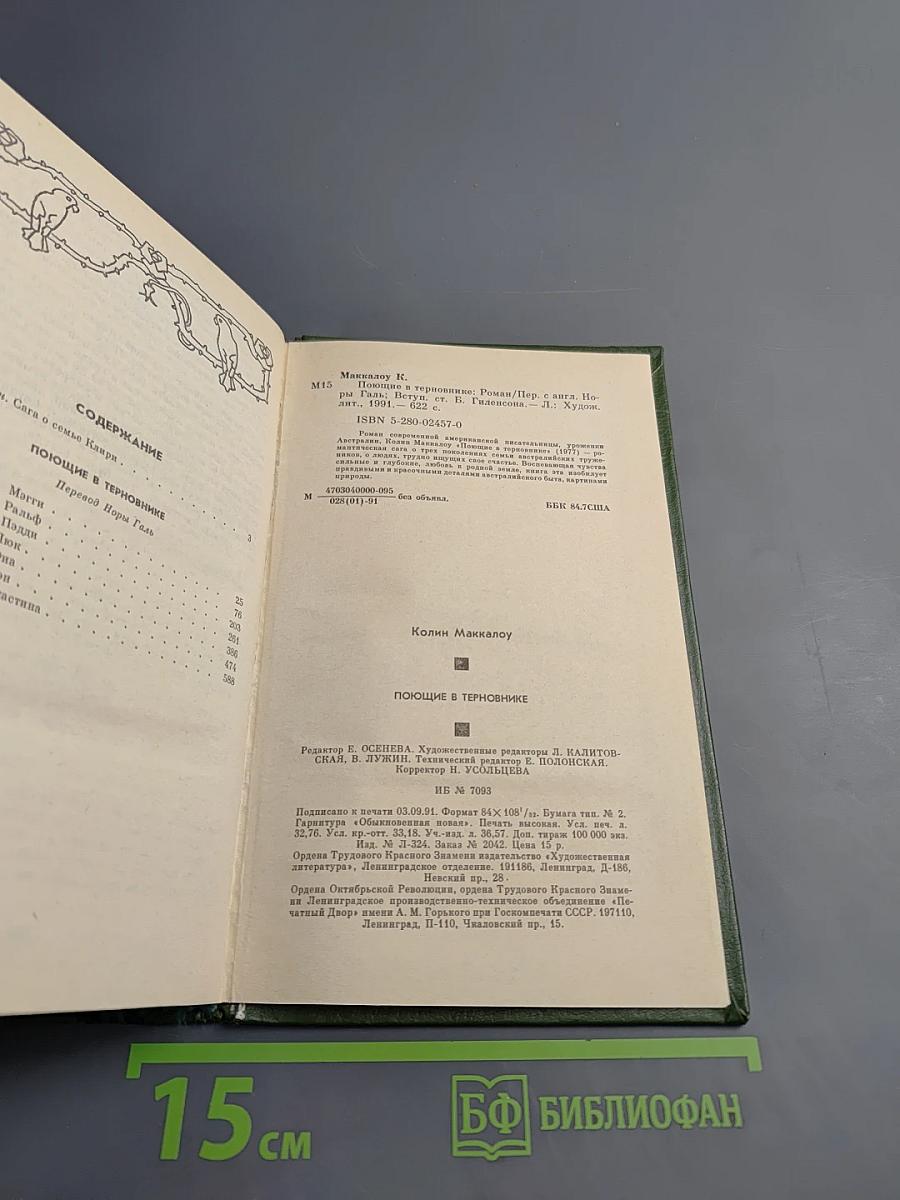 СОДЕРЖАНИЕ
Сага о семье Клири . . 3
ПОЮЩИЕ В ТЕРНОВНИКЕ
Перевод Норы Галь
Мэгги . . . 25
Ральф . . . 76
Пэдди . . . 203
Люк . . . 261
386
474
588
Маккалоу К.
М15 Поющие в терновнике: Роман/Пер. с англ. Но-
ры Галь; Вступ. ст. Б. Гиленсона.— Л.: Худож.
лит., 1991.— 622 с.
ISBN 5-280-02457-0
Роман современной американской писательницы, уроженки
Австралии, Колин Маккалоу «Поющие в терновнике» (1977) — ро-
мантическая сага о трех поколениях семьи австралийских труже-
ников, о людях, трудно ищущих свое счастье. Воспевающая чувства
сильные и глубокие, любовь к родной земле, книга эта изобилует
правдивыми и красочными деталями австралийского быта, картинами
природы.
М 4703040000-095 без объявл.
028(01)-91
ББК 84.7США
Колин Маккалоу
ПОЮЩИЕ В ТЕРНОВНИКЕ
Редактор Е. ОСЕНЕВА. Художественные редакторы Л. КАЛИТОВ-
СКАЯ, В. ЛУЖИН. Технический редактор Е. ПОЛОНСКАЯ.
Корректор Н. УСОЛЬЦЕВА
ИБ № 7093
Подписано к печати 03.09.91. Формат 84×108¹/₃₂. Бумага тип. № 2.
Гарнитура «Обыкновенная новая». Печать высокая. Усл. печ. л.
32,76. Усл. кр.-отт. 33,18. Уч.-изд. л. 36,57. Доп. тираж 100 000 экз.
Изд. № Л-324. Заказ № 2042. Цена 15 р.
Ордена Трудового Красного Знамени издательство «Художественная
литература», Ленинградское отделение. 191186, Ленинград, Д-186,
Невский пр., 28.
Ордена Октябрьской Революции, ордена Трудового Красного Знаме-
ни Ленинградское производственно-техническое объединение «Пе-
чатный Двор» имени А. М. Горького при Госкомпечати СССР. 197110,
Ленинград, П-110, Чкаловский пр., 15.
15 см
БФ БИБЛИОФАН